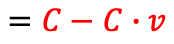 = C − C · v